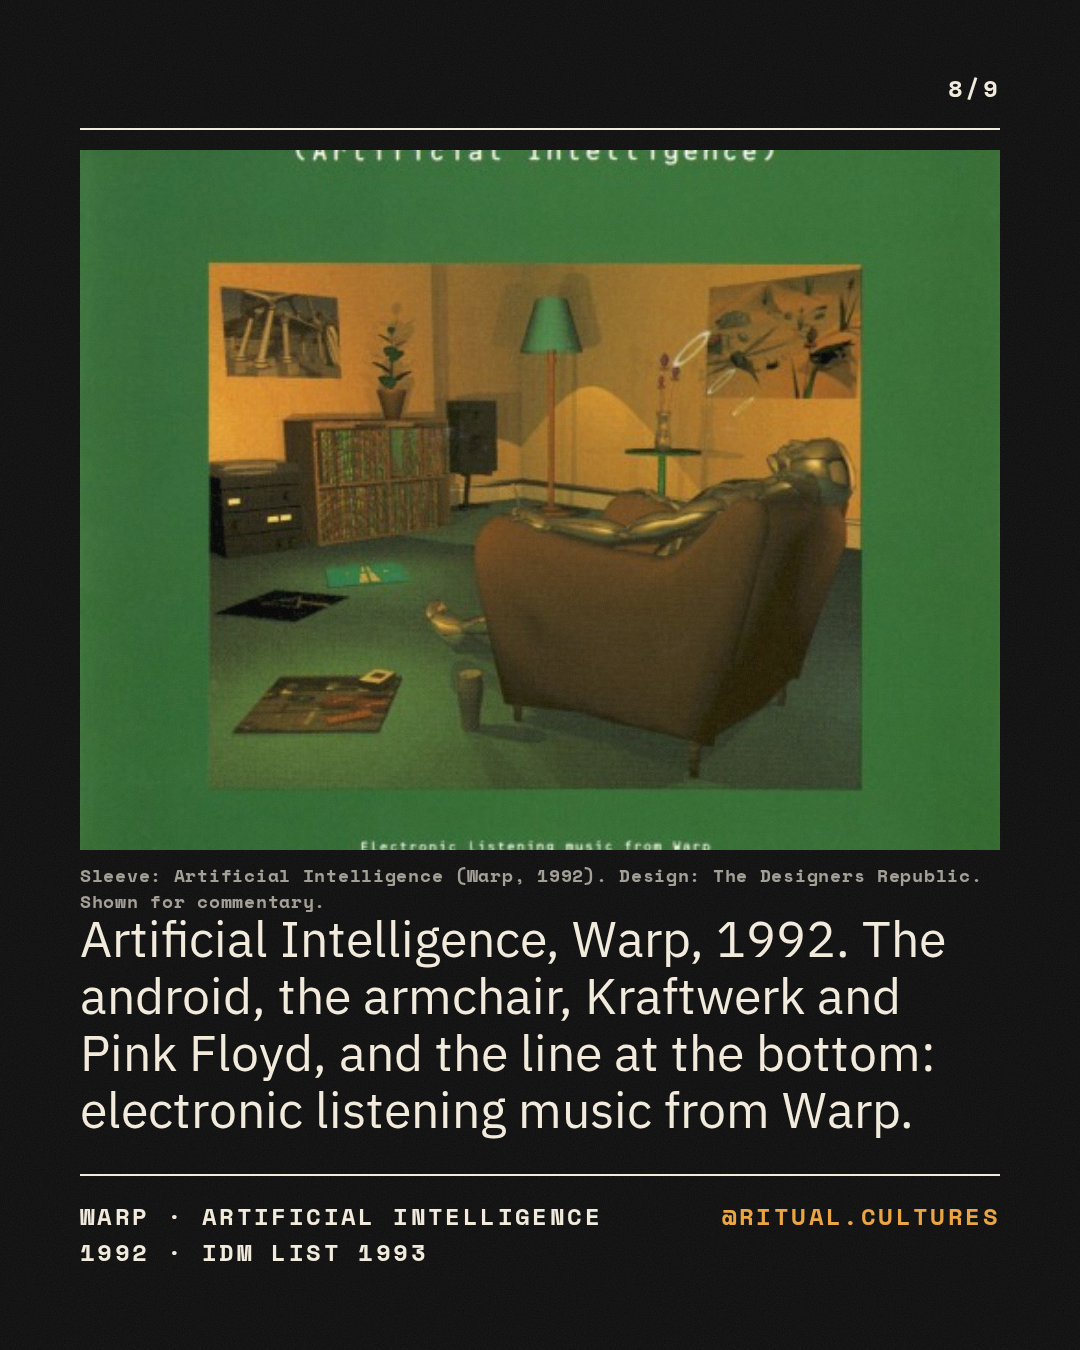 8/9
(Artificial Intelligence)
Electronic listening music from Warp
Sleeve: Artificial Intelligence (Warp, 1992). Design: The Designers Republic.
Shown for commentary.
Artificial Intelligence, Warp, 1992. The
android, the armchair, Kraftwerk and
Pink Floyd, and the line at the bottom:
electronic listening music from Warp.
WARP · ARTIFICIAL INTELLIGENCE
1992 · IDM LIST 1993
@RITUAL.CULTURES